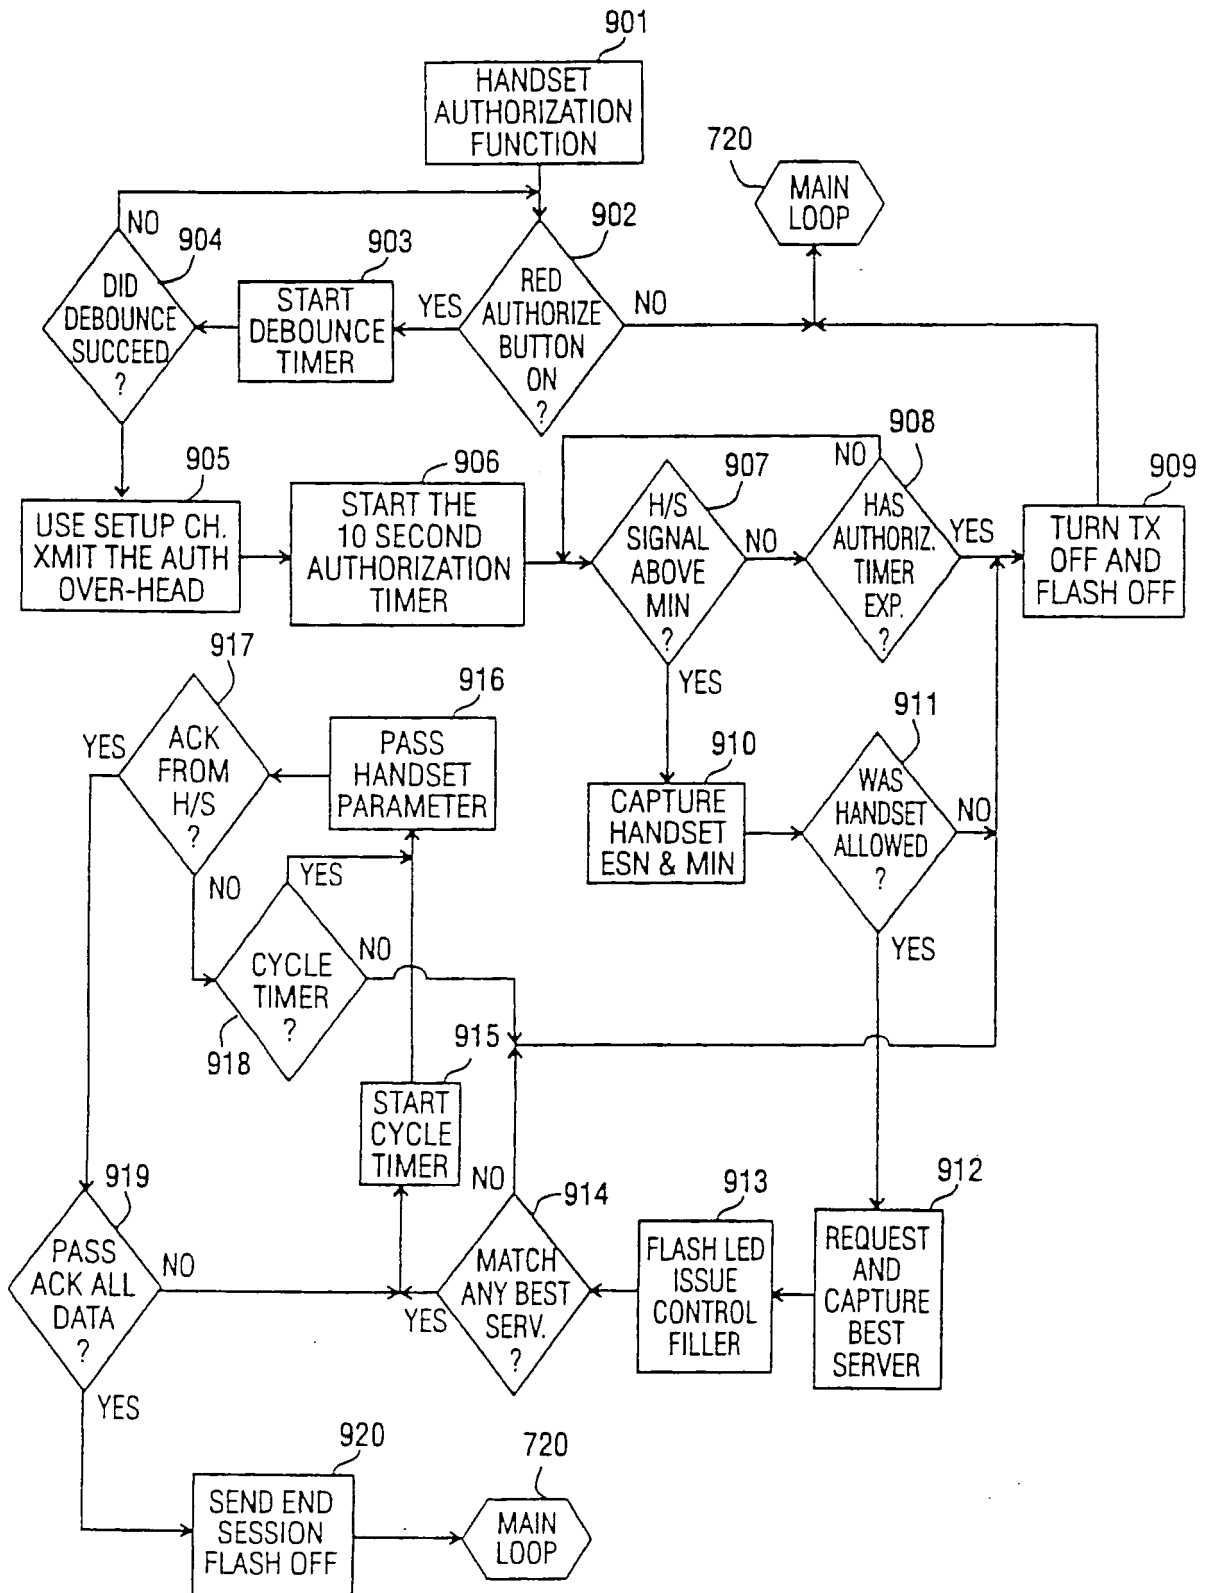 901
HANDSET
AUTHORIZATION
FUNCTION
720
MAIN
LOOP
NO
904
903
902
DID
DEBOUNCE
SUCCEED
?
START
DEBOUNCE
TIMER
YES
RED
AUTHORIZE
BUTTON
ON
?
NO
905
USE SETUP CH.
XMIT THE AUTH
OVER-HEAD
906
START THE
10 SECOND
AUTHORIZATION
TIMER
907
H/S
SIGNAL
ABOVE
MIN
?
NO
YES
908
NO
HAS
AUTHORIZ.
TIMER
EXP.
?
YES
909
TURN TX
OFF AND
FLASH OFF
917
YES
ACK
FROM
H/S
?
NO
916
PASS
HANDSET
PARAMETER
910
CAPTURE
HANDSET
ESN & MIN
911
WAS
HANDSET
ALLOWED
?
NO
YES
YES
CYCLE
TIMER
?
NO
918
915
START
CYCLE
TIMER
919
PASS
ACK ALL
DATA
?
NO
YES
NO
914
MATCH
ANY BEST
SERV.
?
YES
913
FLASH LED
ISSUE
CONTROL
FILLER
912
REQUEST
AND
CAPTURE
BEST
SERVER
920
SEND END
SESSION
FLASH OFF
720
MAIN
LOOP